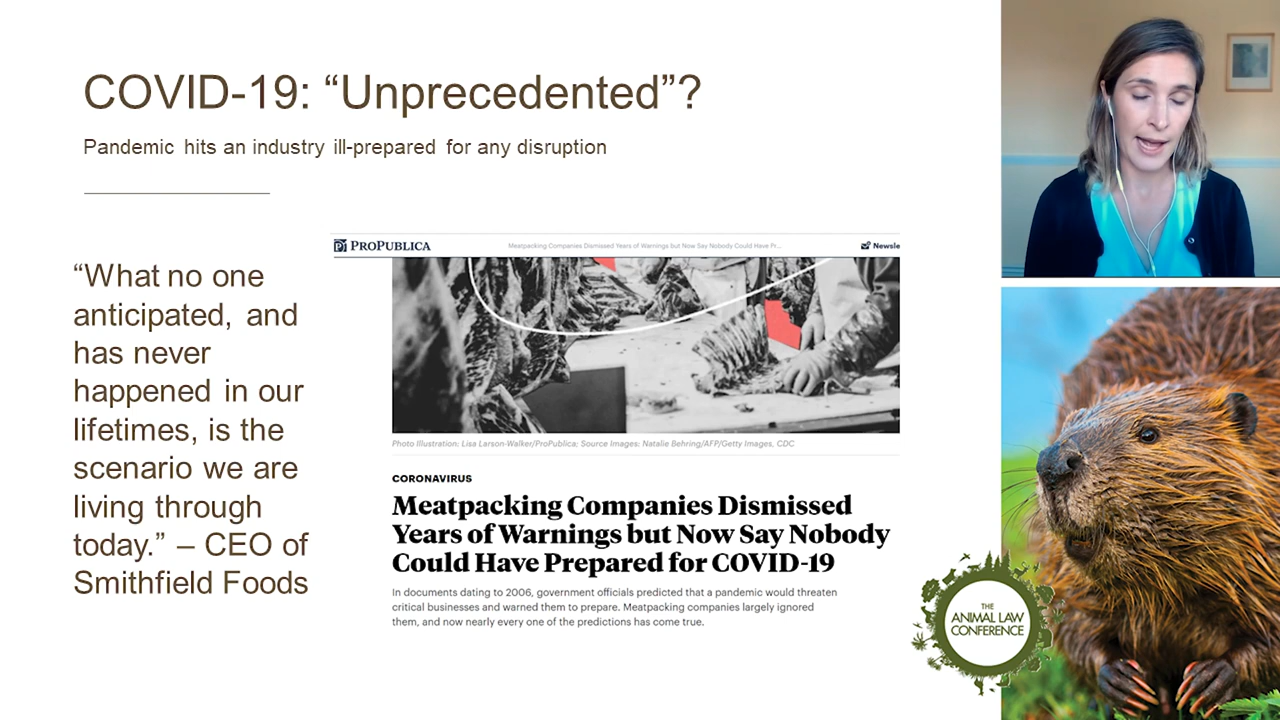 COVID-19: “Unprecedented”?
Pandemic hits an industry ill-prepared for any disruption
“What no one
anticipated, and
has never
happened in our
lifetimes, is the
scenario we are
living through
today.” – CEO of
Smithfield Foods
PROPUBLICA
Meatpacking Companies Dismissed Years of Warnings but Now Say Nobody Could Have Pr...
Newsle
Photo Illustration: Lisa Larson-Walker/ProPublica; Source Images: Natalie Behring/AFP/Getty Images, CDC
CORONAVIRUS
Meatpacking Companies Dismissed
Years of Warnings but Now Say Nobody
Could Have Prepared for COVID-19
In documents dating to 2006, government officials predicted that a pandemic would threaten
critical businesses and warned them to prepare. Meatpacking companies largely ignored
them, and now nearly every one of the predictions has come true.
THE
ANIMAL LAW
CONFERENCE